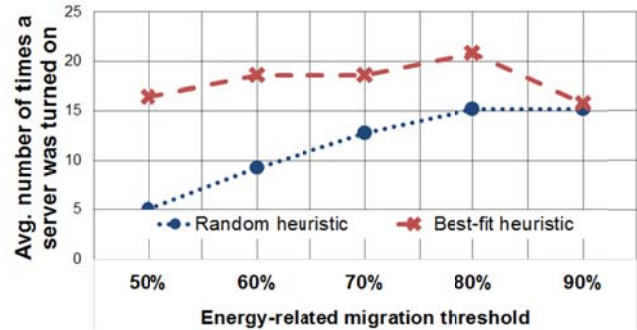 Avg. number of times a
server was turned on
25
20
15
10
5
0
Random heuristic
Best-fit heuristic
50%
60%
70%
80%
90%
Energy-related migration threshold